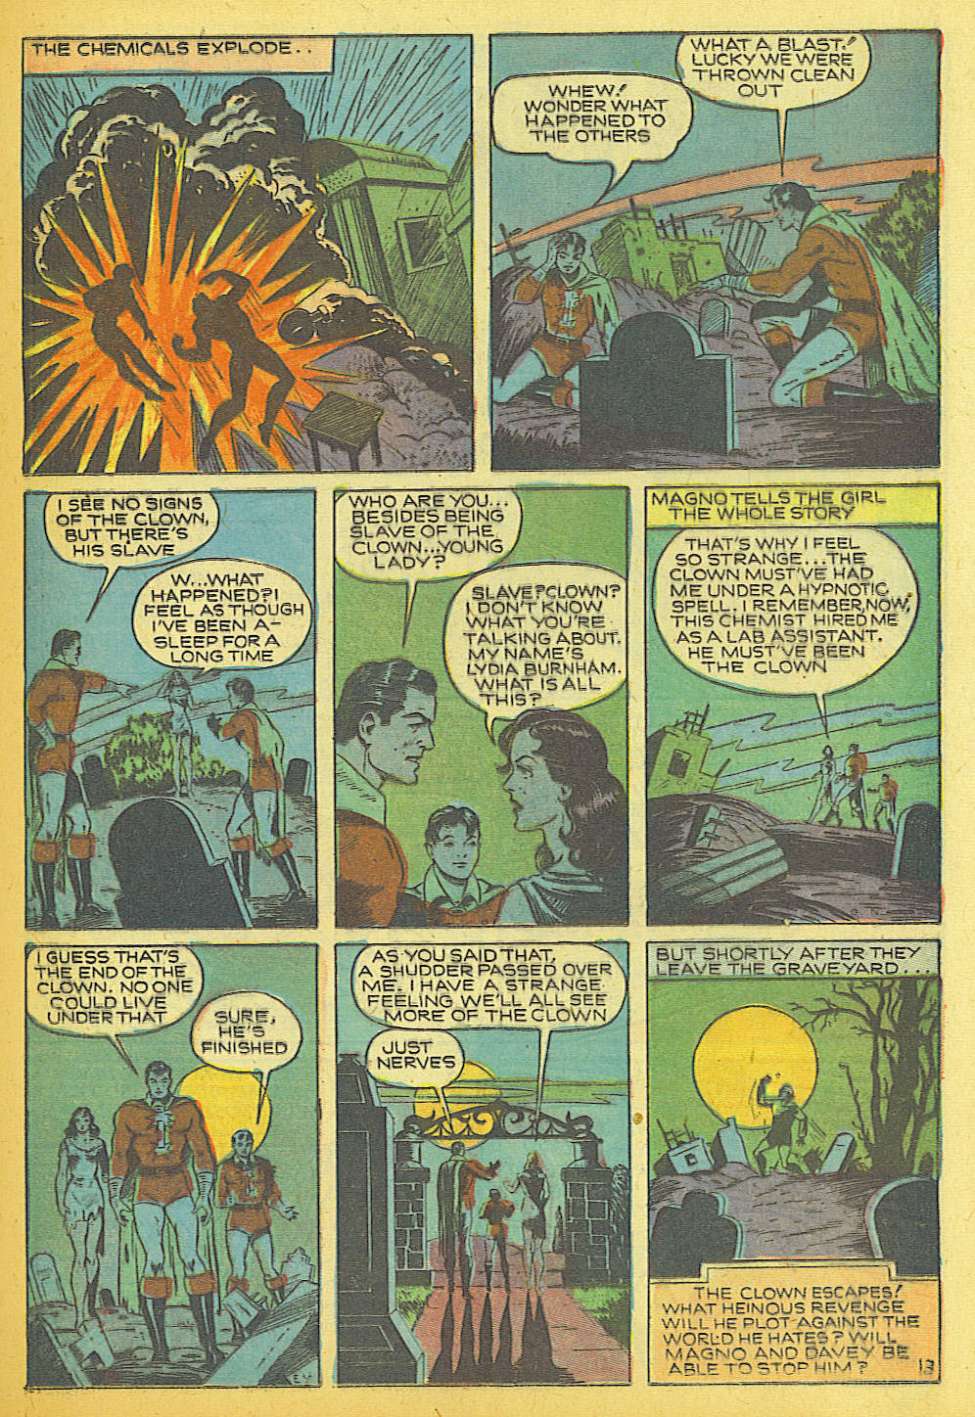 THE CHEMICALS EXPLODE..
WHEW!
WONDER WHAT
HAPPENED TO
THE OTHERS
WHAT A BLAST!
LUCKY WE WERE
THROWN CLEAN
OUT
I SEE NO SIGNS
OF THE CLOWN,
BUT THERE'S
HIS SLAVE
W...WHAT
HAPPENED? I
FEEL AS THOUGH
I'VE BEEN A-
SLEEP FOR A
LONG TIME
WHO ARE YOU...
BESIDES BEING
SLAVE OF THE
CLOWN...YOUNG
LADY?
SLAVE? CLOWN?
I DON'T KNOW
WHAT YOU'RE
TALKING ABOUT.
MY NAME'S
LYDIA BURNHAM.
WHAT IS ALL
THIS?
MAGNO TELLS THE GIRL
THE WHOLE STORY
THAT'S WHY I FEEL
SO STRANGE... THE
CLOWN MUST'VE HAD
ME UNDER A HYPNOTIC
SPELL. I REMEMBER, NOW,
THIS CHEMIST HIRED ME
AS A LAB ASSISTANT.
HE MUST'VE BEEN
THE CLOWN
I GUESS THAT'S
THE END OF THE
CLOWN. NO ONE
COULD LIVE
UNDER THAT
SURE,
HE'S
FINISHED
AS YOU SAID THAT,
A SHUDDER PASSED OVER
ME. I HAVE A STRANGE
FEELING WE'LL ALL SEE
MORE OF THE CLOWN
JUST
NERVES
BUT SHORTLY AFTER THEY
LEAVE THE GRAVEYARD...
THE CLOWN ESCAPES!
WHAT HEINOUS REVENGE
WILL HE PLOT AGAINST THE
WORLD HE HATES? WILL
MAGNO AND DAVEY BE
ABLE TO STOP HIM?
13